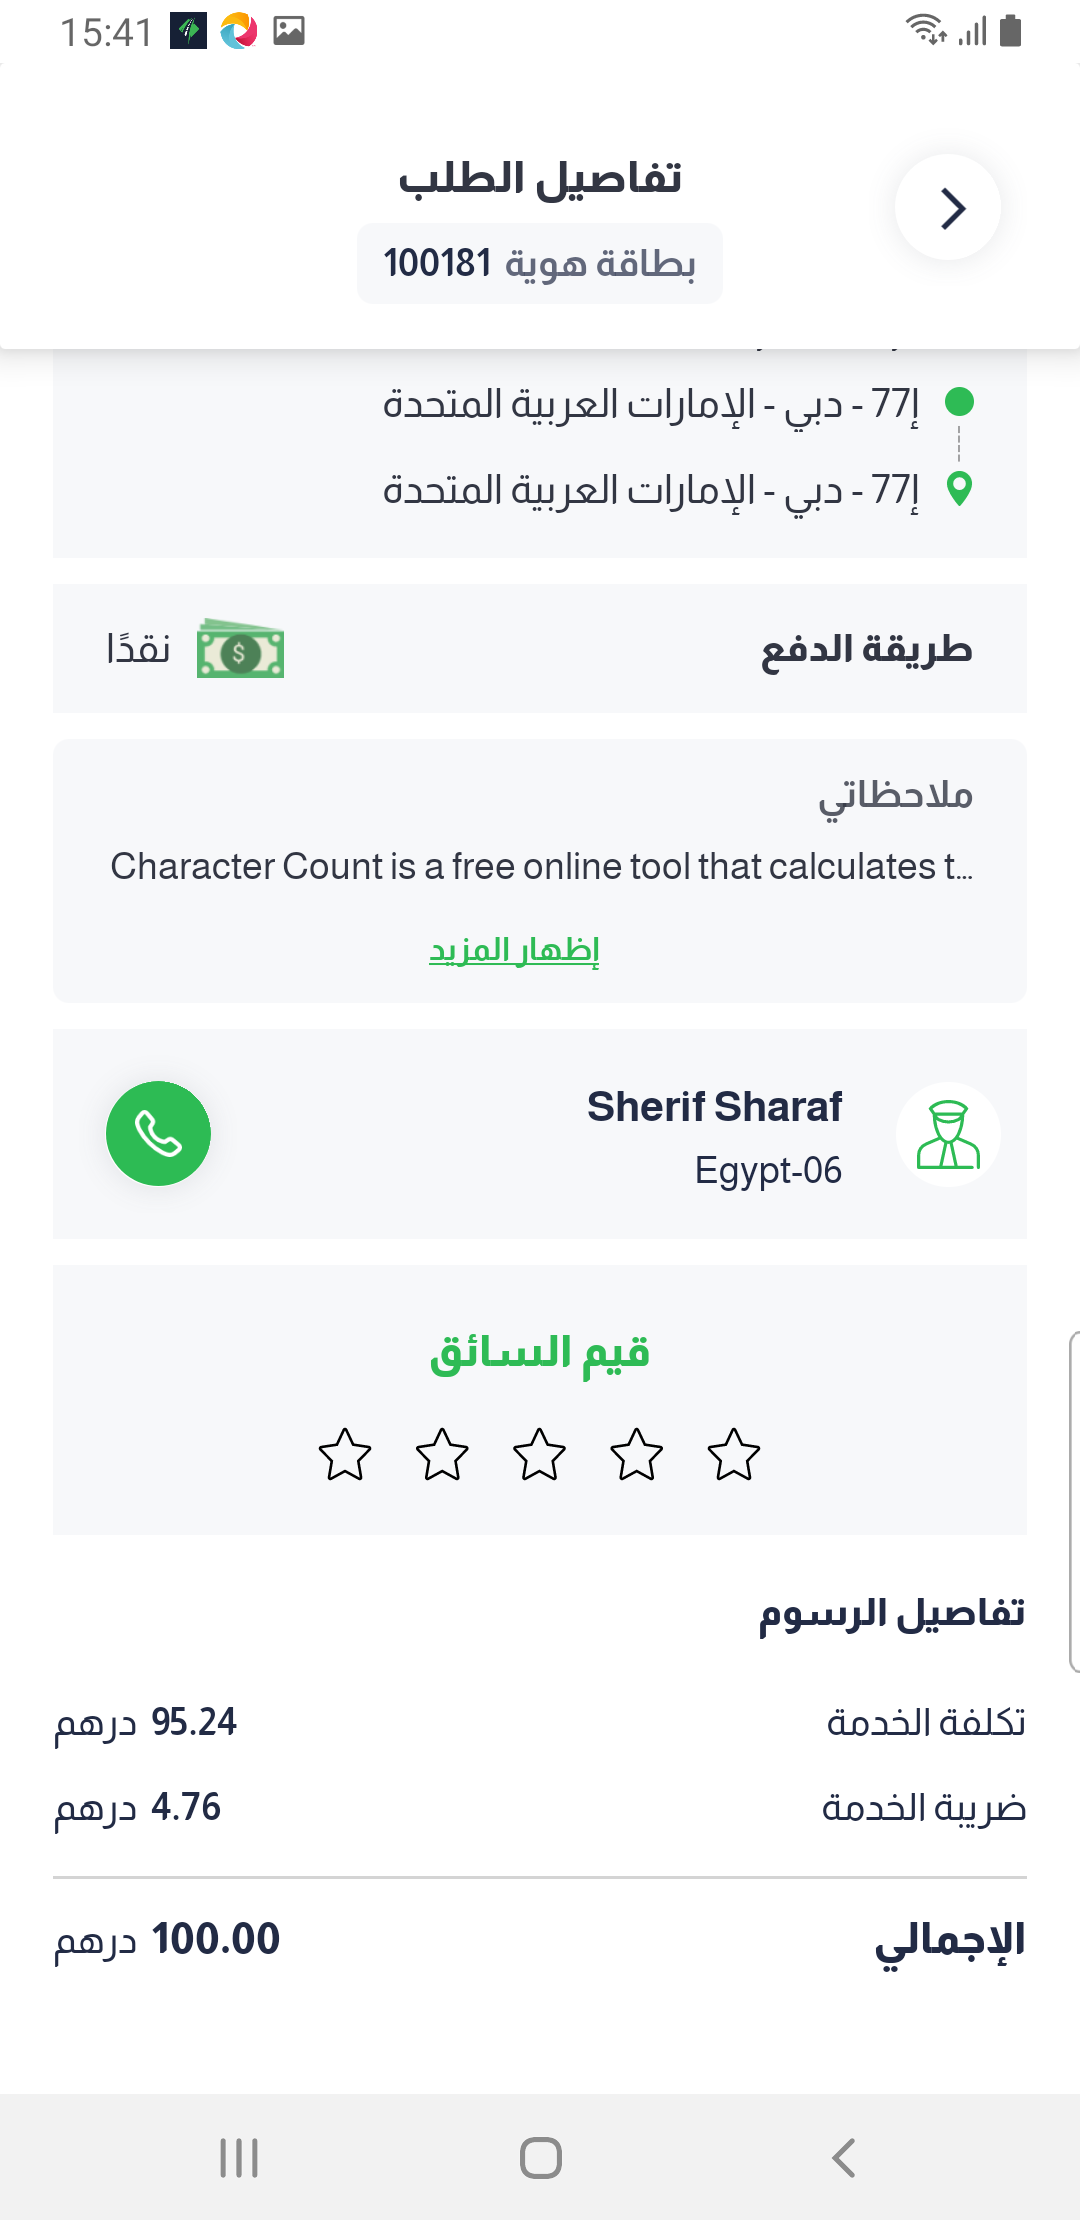 15:41
تفاصيل الطلب
بطاقة هوية 100181
إ77 - دبي - الإمارات العربية المتحدة
إ77 - دبي - الإمارات العربية المتحدة
طريقة الدفع
نقدًا
ملاحظاتي
Character Count is a free online tool that calculates t...
إظهار المزيد
Sherif Sharaf
Egypt-06
قيم السائق
تفاصيل الرسوم
تكلفة الخدمة
95.24 درهم
ضريبة الخدمة
4.76 درهم
الإجمالي
100.00 درهم